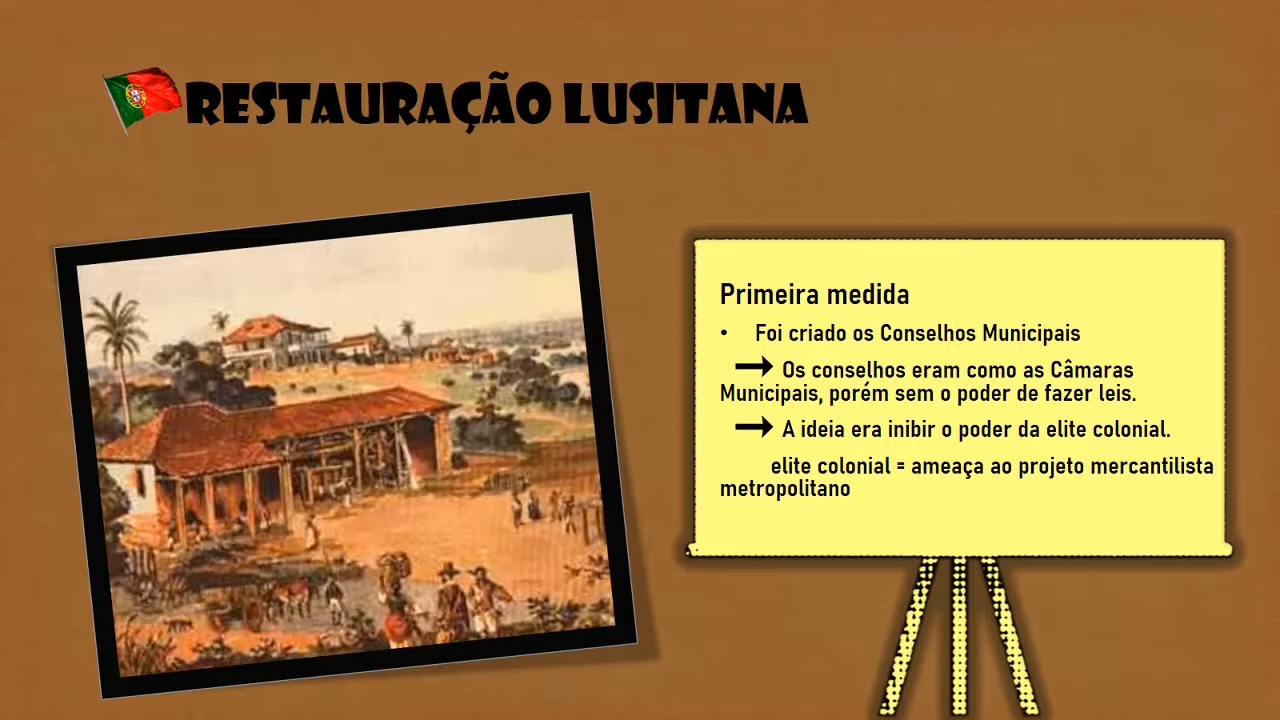 RESTAURAÇÃO LUSITANA
Primeira medida
• Foi criado os Conselhos Municipais
→ Os conselhos eram como as Câmaras
Municipais, porém sem o poder de fazer leis.
→ A ideia era inibir o poder da elite colonial.
elite colonial = ameaça ao projeto mercantilista
metropolitano